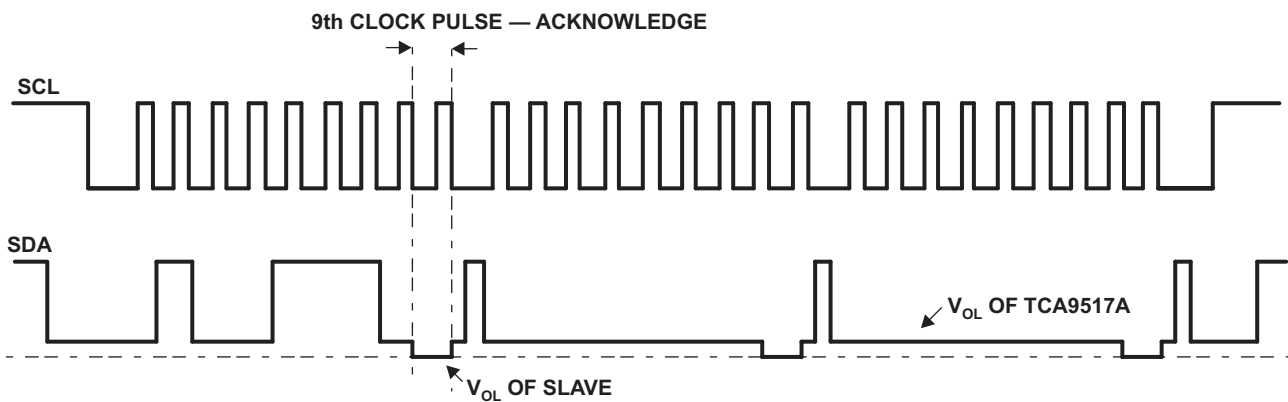 9th CLOCK PULSE — ACKNOWLEDGE
SCL
SDA
VOL OF TCA9517A
VOL OF SLAVE